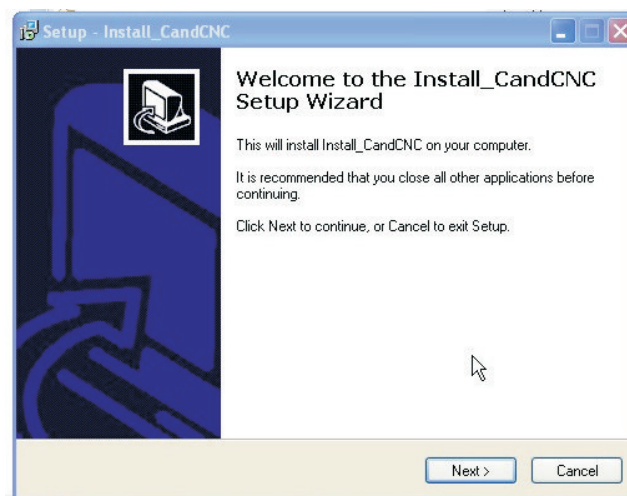 Setup - Install_CandCNC
Welcome to the Install_CandCNC
Setup Wizard
This will install Install_CandCNC on your computer.
It is recommended that you close all other applications before
continuing.
Click Next to continue, or Cancel to exit Setup.
Next >
Cancel